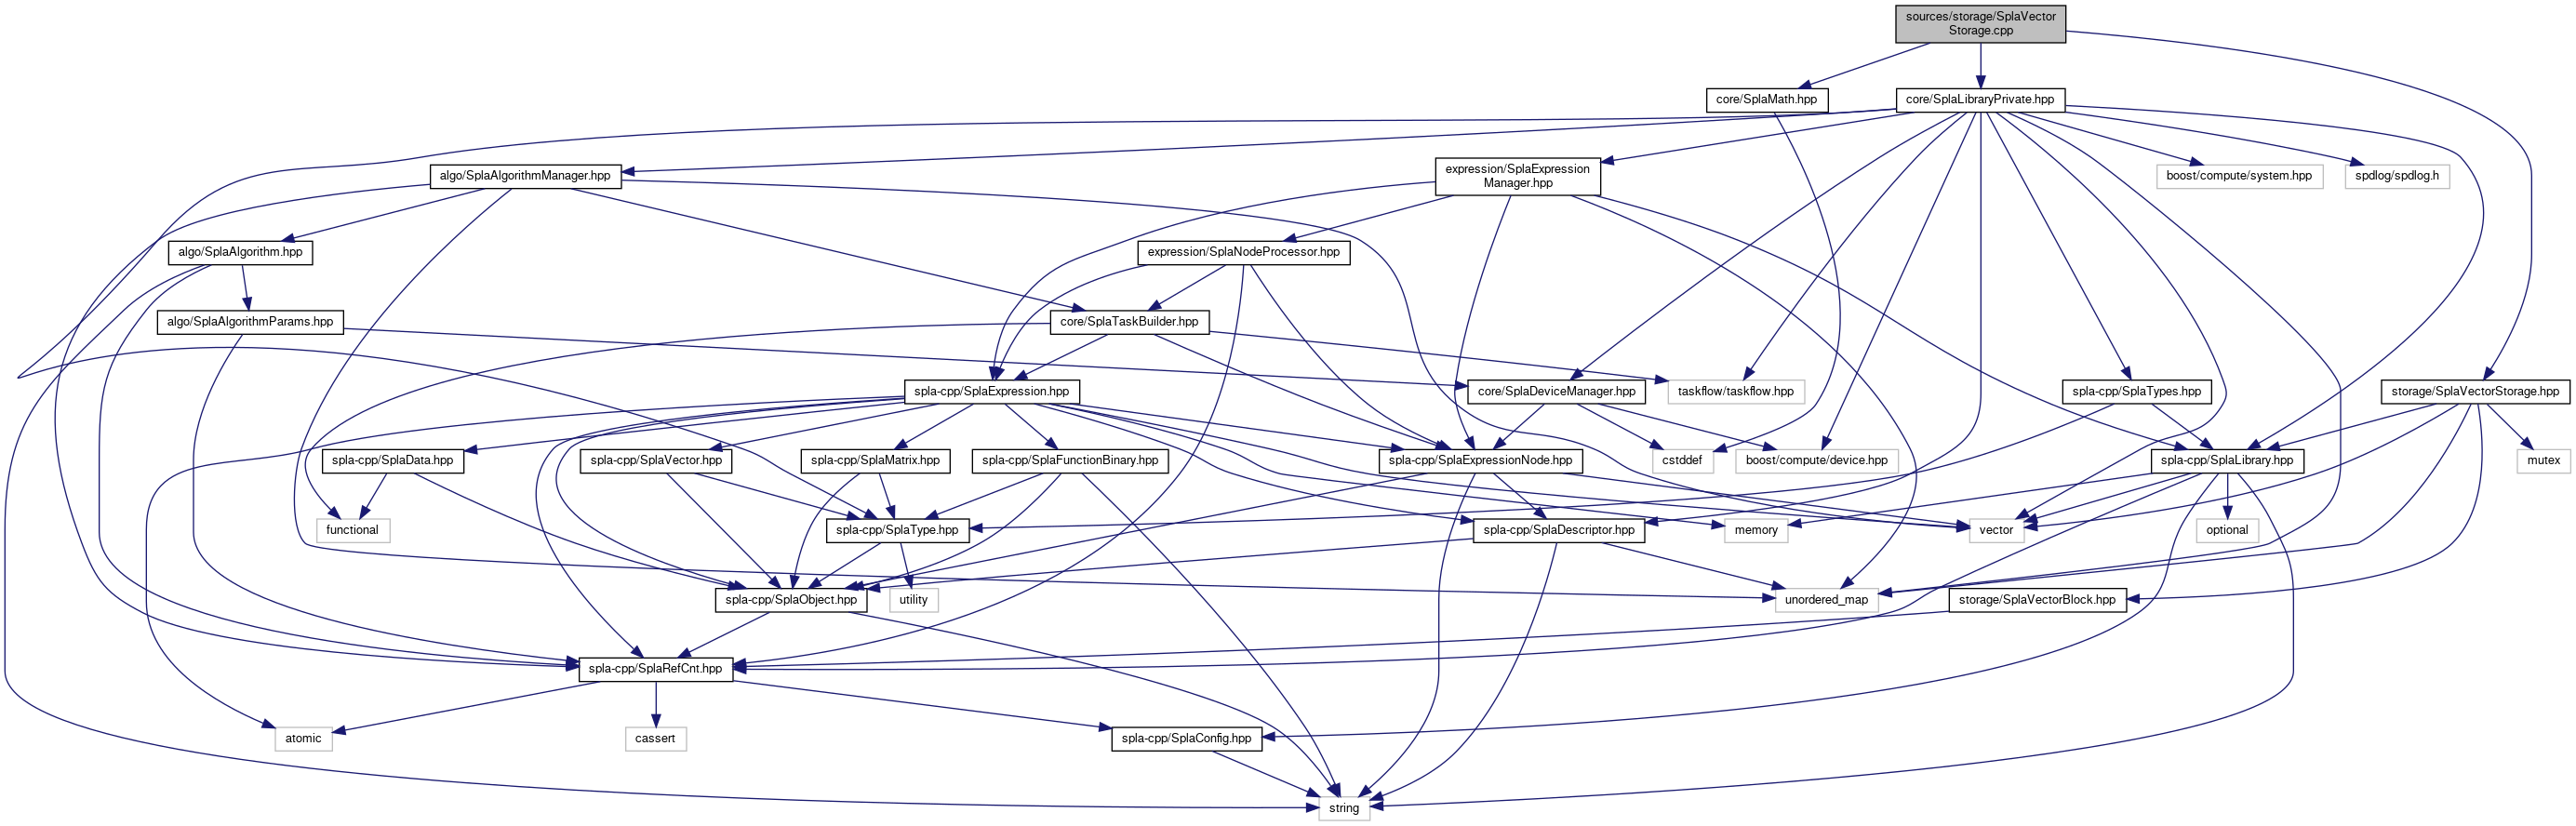 sources/storage/SplaVector
Storage.cpp
core/SplaMath.hpp
core/SplaLibraryPrivate.hpp
algo/SplaAlgorithmManager.hpp
expression/SplaExpression
Manager.hpp
boost/compute/system.hpp
spdlog/spdlog.h
algo/SplaAlgorithm.hpp
expression/SplaNodeProcessor.hpp
algo/SplaAlgorithmParams.hpp
core/SplaTaskBuilder.hpp
spla-cpp/SplaExpression.hpp
core/SplaDeviceManager.hpp
taskflow/taskflow.hpp
spla-cpp/SplaTypes.hpp
storage/SplaVectorStorage.hpp
spla-cpp/SplaData.hpp
spla-cpp/SplaVector.hpp
spla-cpp/SplaMatrix.hpp
spla-cpp/SplaFunctionBinary.hpp
spla-cpp/SplaExpressionNode.hpp
cstddef
boost/compute/device.hpp
spla-cpp/SplaLibrary.hpp
mutex
functional
spla-cpp/SplaType.hpp
spla-cpp/SplaDescriptor.hpp
memory
vector
optional
spla-cpp/SplaObject.hpp
utility
unordered_map
storage/SplaVectorBlock.hpp
spla-cpp/SplaRefCnt.hpp
atomic
cassert
spla-cpp/SplaConfig.hpp
string